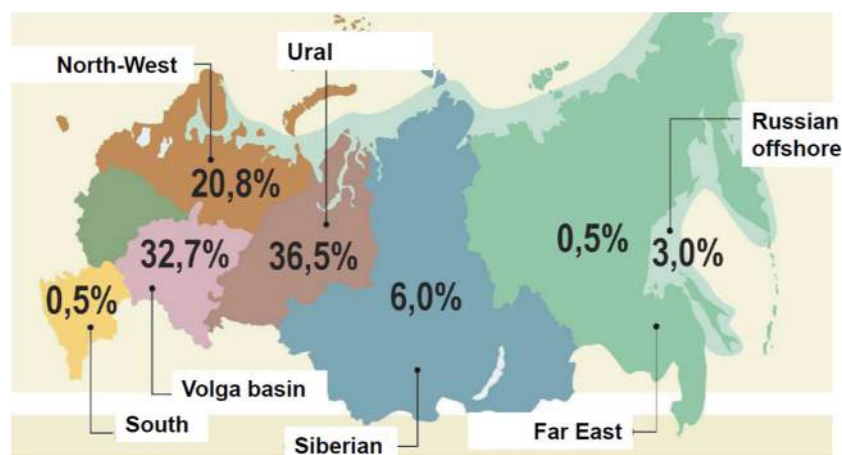 Ural
North-West
Russian
offshore
20,8%
32,7%
36,5%
0,5%
3,0%
0,5%
6,0%
Volga basin
South
Siberian
Far East